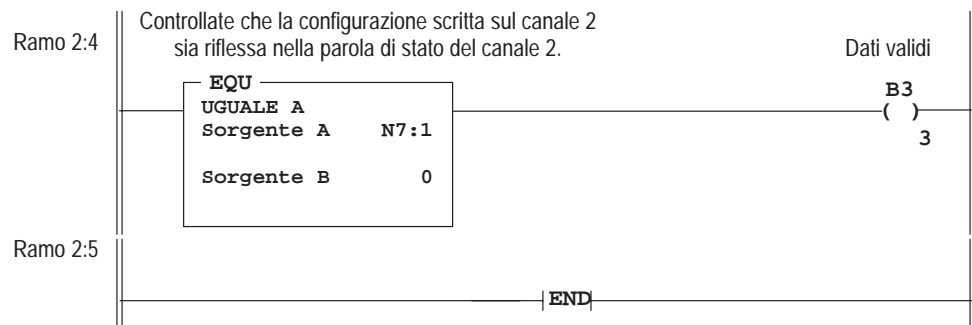 Controllate che la configurazione scritta sul canale 2
sia riflessa nella parola di stato del canale 2.
Ramo 2:4
Dati validi
EQU
UGUALE A
Sorgente A N7:1
Sorgente B 0
B3
( )
3
Ramo 2:5
END